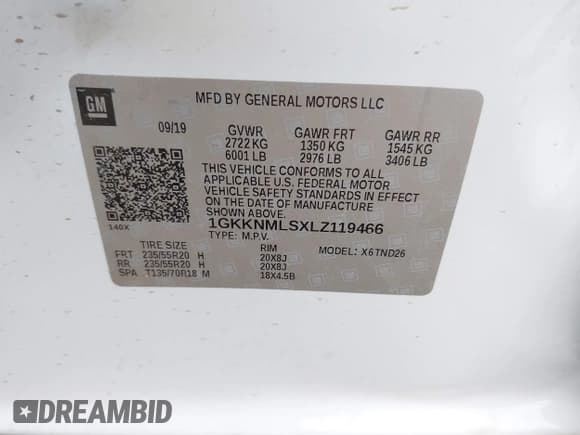 GM
MFD BY GENERAL MOTORS LLC
09/19 GVWR GAWR FRT GAWR RR
2722 KG 1350 KG 1545 KG
6001 LB 2976 LB 3406 LB
THIS VEHICLE CONFORMS TO ALL
APPLICABLE U.S. FEDERAL MOTOR
VEHICLE SAFETY STANDARDS IN EFFECT
ON THE DATE OF MANUFACTURE
SHOWN ABOVE.
140X 1GKKNMLSXLZ119466
TYPE: M.P.V. MODEL: X6TND26
TIRE SIZE RIM
FRT 235/55R20 H 20X8J
RR 235/55R20 H 20X8J
SPA T135/70R18 M 18X4.5B
DREAMBID